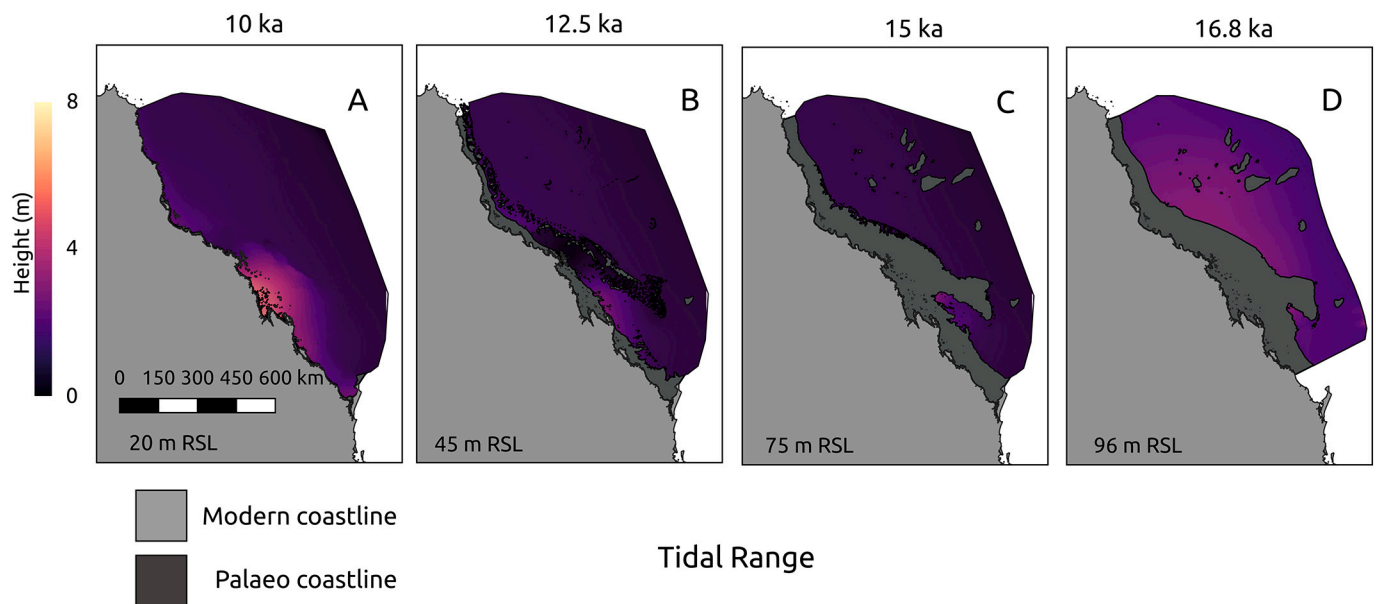 10 ka
12.5 ka
15 ka
16.8 ka
A
B
C
D
Height (m)
8
4
0
0 150 300 450 600 km
20 m RSL
45 m RSL
75 m RSL
96 m RSL
Modern coastline
Palaeo coastline
Tidal Range